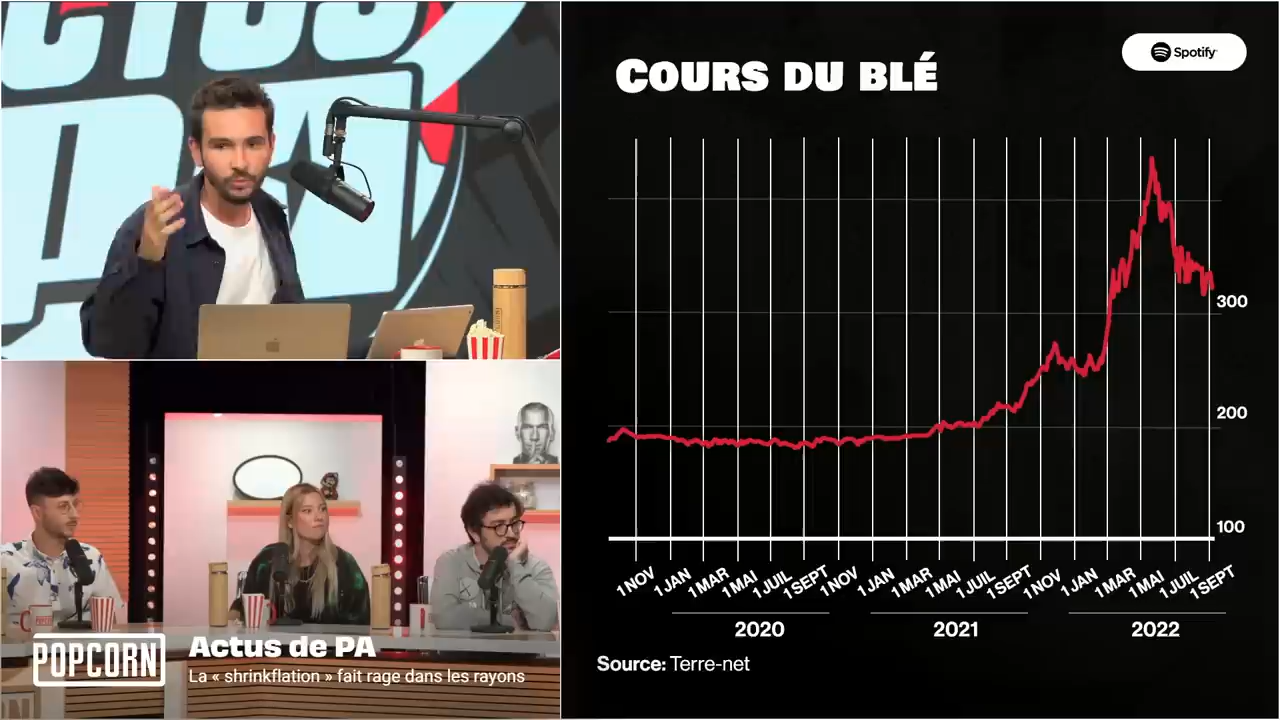 COURS DU BLÉ
Spotify
300
200
100
1 NOV 1 JAN 1 MAR 1 MAI 1 JUIL 1 SEPT 1 NOV 1 JAN 1 MAR 1 MAI 1 JUIL 1 SEPT 1 NOV 1 JAN 1 MAR 1 MAI 1 JUIL 1 SEPT
2020 2021 2022
Source: Terre-net
POPCORN
Actus de PA
La « shrinkflation » fait rage dans les rayons